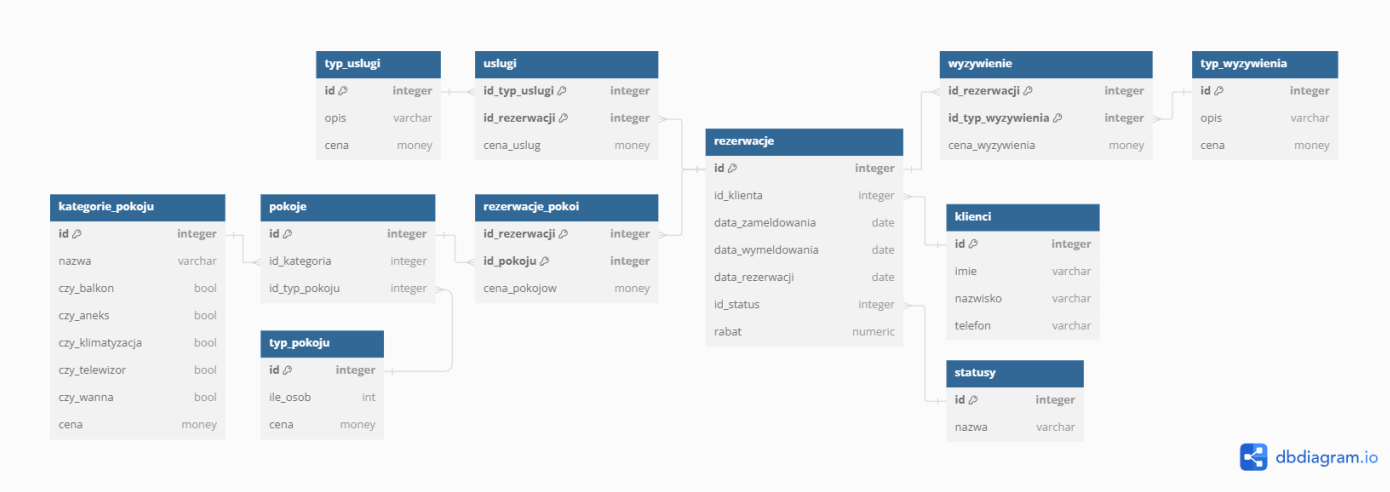 typ_uslugi
id integer
opis varchar
cena money
uslugi
id_typ_uslugi integer
id_rezerwacji integer
cena_uslug money
wyzywienie
id_rezerwacji integer
id_typ_wyzywienia integer
cena_wyzywienia money
typ_wyzywienia
id integer
opis varchar
cena money
rezerwacje
id integer
id_klienta integer
data_zameldowania date
data_wymeldowania date
data_rezerwacji date
id_status integer
rabat numeric
kategorie_pokoju
id integer
nazwa varchar
czy_balkon bool
czy_aneks bool
czy_klimatyzacja bool
czy_telewizor bool
czy_wanna bool
cena money
pokoje
id integer
id_kategoria integer
id_typ_pokoju integer
rezerwacje_pokoi
id_rezerwacji integer
id_pokoju integer
cena_pokojow money
klienci
id integer
imie varchar
nazwisko varchar
telefon varchar
typ_pokoju
id integer
ile_osob int
cena money
statusy
id integer
nazwa varchar
dbdiagram.io